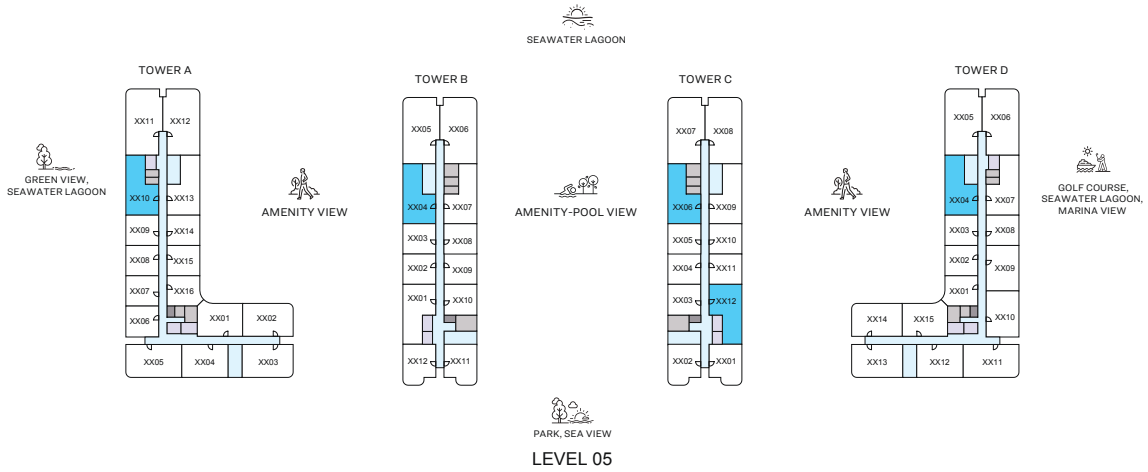 SEAWATER LAGOON
TOWER A
TOWER B
TOWER C
TOWER D
XX11 XX12
XX10 XX13
XX09 XX14
XX08 XX15
XX07 XX16
XX06 XX01 XX02
XX05 XX04 XX03
XX05 XX06
XX04 XX07
XX03 XX08
XX02 XX09
XX01 XX10
XX12 XX11
XX07 XX08
XX06 XX09
XX05 XX10
XX04 XX11
XX03 XX12
XX02 XX01
XX05 XX06
XX04 XX07
XX03 XX08
XX02 XX09
XX01
XX14 XX15 XX10
XX13 XX12 XX11
GREEN VIEW,
SEAWATER LAGOON
AMENITY VIEW
AMENITY-POOL VIEW
AMENITY VIEW
GOLF COURSE,
SEAWATER LAGOON,
MARINA VIEW
PARK, SEA VIEW
LEVEL 05